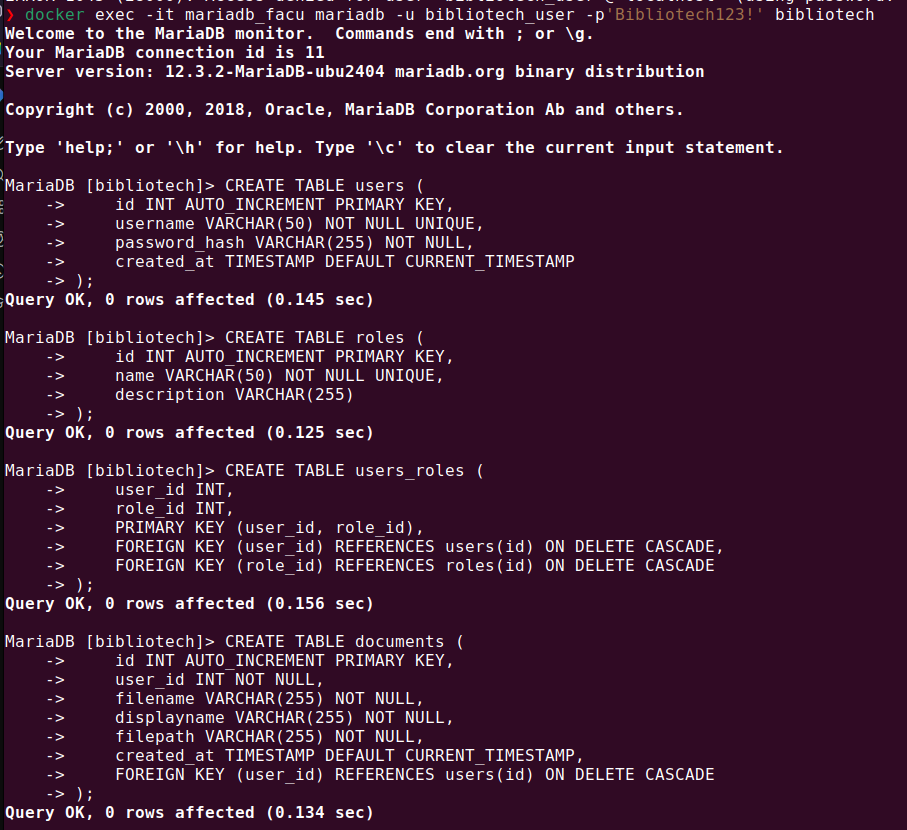 ❯ docker exec -it mariadb_facu mariadb -u bibliotech_user -p'Bibliotech123!' bibliotech
Welcome to the MariaDB monitor.  Commands end with ; or \g.
Your MariaDB connection id is 11
Server version: 12.3.2-MariaDB-ubu2404 mariadb.org binary distribution
Copyright (c) 2000, 2018, Oracle, MariaDB Corporation Ab and others.
Type 'help;' or '\h' for help. Type '\c' to clear the current input statement.
MariaDB [bibliotech]> CREATE TABLE users (
    ->     id INT AUTO_INCREMENT PRIMARY KEY,
    ->     username VARCHAR(50) NOT NULL UNIQUE,
    ->     password_hash VARCHAR(255) NOT NULL,
    ->     created_at TIMESTAMP DEFAULT CURRENT_TIMESTAMP
    -> );
Query OK, 0 rows affected (0.145 sec)
MariaDB [bibliotech]> CREATE TABLE roles (
    ->     id INT AUTO_INCREMENT PRIMARY KEY,
    ->     name VARCHAR(50) NOT NULL UNIQUE,
    ->     description VARCHAR(255)
    -> );
Query OK, 0 rows affected (0.125 sec)
MariaDB [bibliotech]> CREATE TABLE users_roles (
    ->     user_id INT,
    ->     role_id INT,
    ->     PRIMARY KEY (user_id, role_id),
    ->     FOREIGN KEY (user_id) REFERENCES users(id) ON DELETE CASCADE,
    ->     FOREIGN KEY (role_id) REFERENCES roles(id) ON DELETE CASCADE
    -> );
Query OK, 0 rows affected (0.156 sec)
MariaDB [bibliotech]> CREATE TABLE documents (
    ->     id INT AUTO_INCREMENT PRIMARY KEY,
    ->     user_id INT NOT NULL,
    ->     filename VARCHAR(255) NOT NULL,
    ->     displayname VARCHAR(255) NOT NULL,
    ->     filepath VARCHAR(255) NOT NULL,
    ->     created_at TIMESTAMP DEFAULT CURRENT_TIMESTAMP,
    ->     FOREIGN KEY (user_id) REFERENCES users(id) ON DELETE CASCADE
    -> );
Query OK, 0 rows affected (0.134 sec)